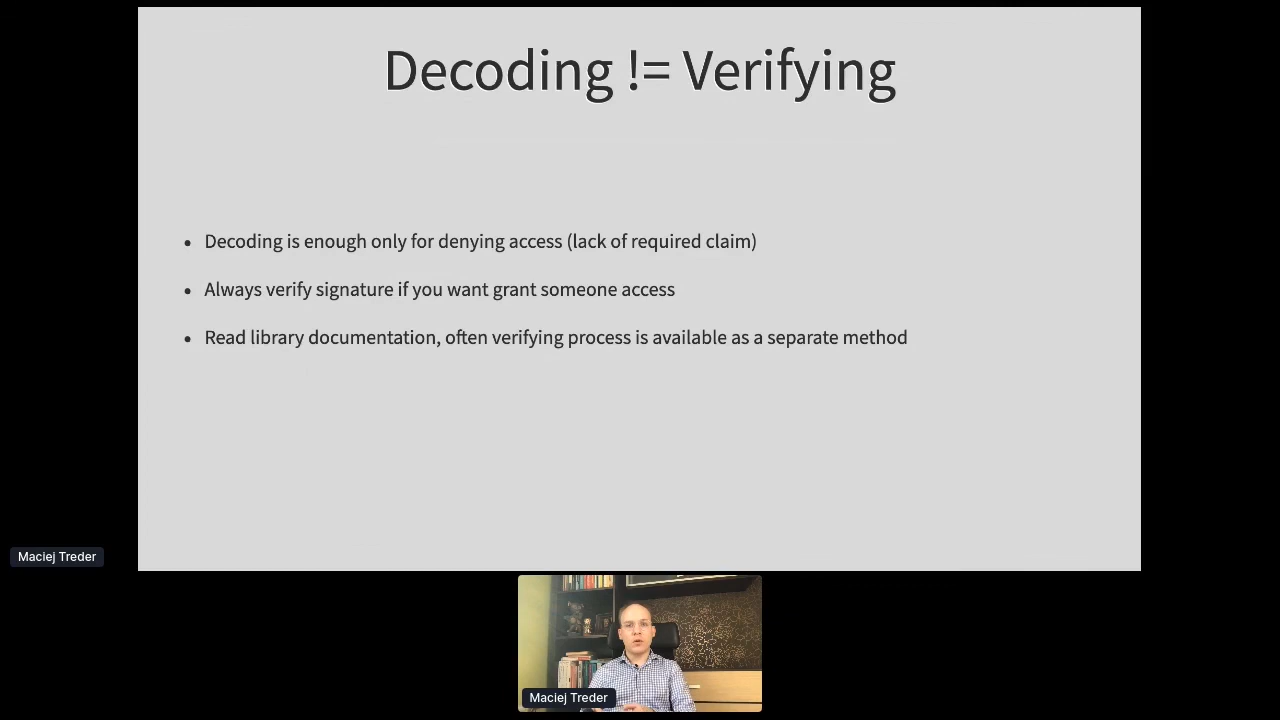 Decoding != Verifying
• Decoding is enough only for denying access (lack of required claim)
• Always verify signature if you want grant someone access
• Read library documentation, often verifying process is available as a separate method
Maciej Treder
Maciej Treder